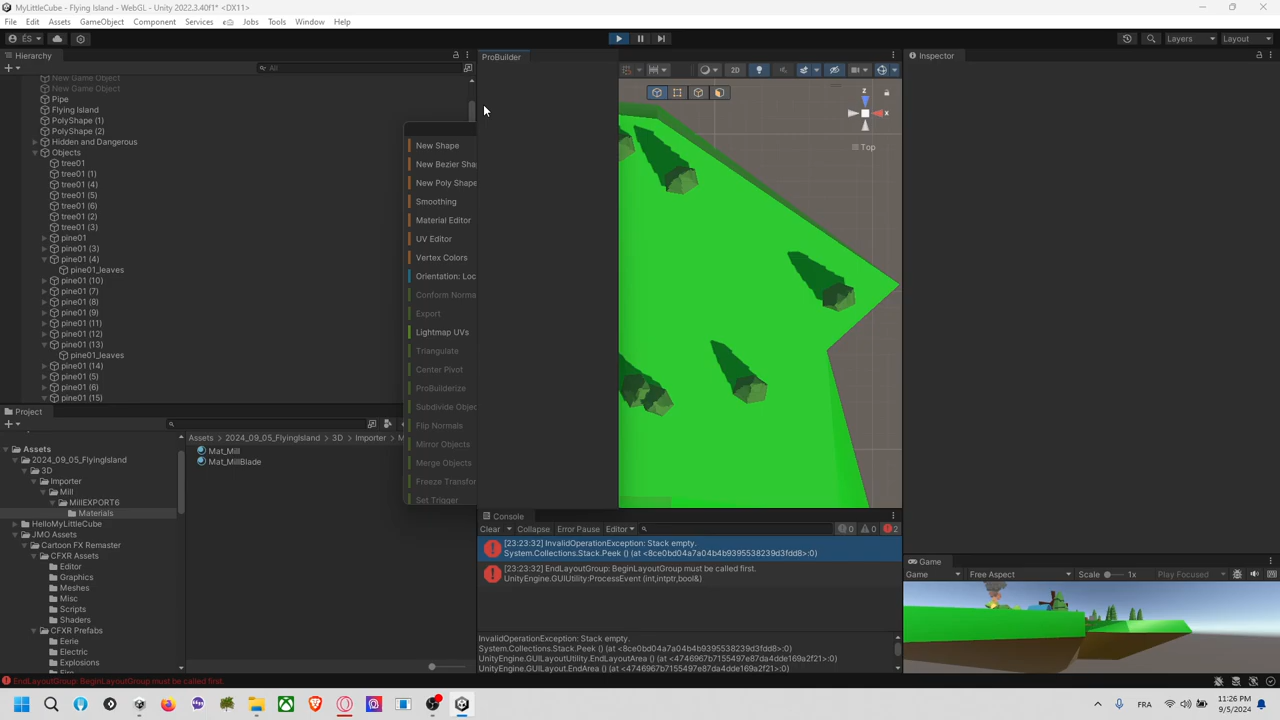 MyLittleCube - Flying Island - WebGL - Unity 2022.3.40f1* <DX11>
File Edit Assets GameObject Component Services Jobs Tools Window Help
ÉS Layers Layout
Hierarchy
All
New Game Object
New Game Object
Pipe
Flying Island
PolyShape (1)
PolyShape (2)
Hidden and Dangerous
Objects
tree01
tree01 (1)
tree01 (4)
tree01 (5)
tree01 (6)
tree01 (2)
tree01 (3)
pine01
pine01 (3)
pine01 (4)
pine01_leaves
pine01 (10)
pine01 (7)
pine01 (8)
pine01 (9)
pine01 (11)
pine01 (12)
pine01 (13)
pine01_leaves
pine01 (14)
pine01 (5)
pine01 (6)
pine01 (15)
New Shape
New Bezier Sha
New Poly Shape
Smoothing
Material Editor
UV Editor
Vertex Colors
Orientation: Loc
Conform Norma
Export
Lightmap UVs
Triangulate
Center Pivot
ProBuilderize
Subdivide Objec
Flip Normals
Mirror Objects
Merge Objects
Freeze Transfor
Set Trigger
ProBuilder
2D
z
x
Top
Inspector
Project
Assets
2024_09_05_FlyingIsland
3D
Importer
Mill
MillEXPORT6
Materials
HelloMyLittleCube
JMO Assets
Cartoon FX Remaster
CFXR Assets
Editor
Graphics
Meshes
Misc
Scripts
Shaders
CFXR Prefabs
Eerie
Electric
Explosions
Assets > 2024_09_05_FlyingIsland > 3D > Importer > M
Mat_Mill
Mat_MillBlade
Console
Clear Collapse Error Pause Editor 0 0 2
[23:23:32] InvalidOperationException: Stack empty.
System.Collections.Stack.Peek () (at <8ce0bd04a7a04b4b9395538239d3fdd8>:0)
[23:23:32] EndLayoutGroup: BeginLayoutGroup must be called first.
UnityEngine.GUIUtility:ProcessEvent (int,intptr,bool&)
InvalidOperationException: Stack empty.
System.Collections.Stack.Peek () (at <8ce0bd04a7a04b4b9395538239d3fdd8>:0)
UnityEngine.GUILayoutUtility.EndLayoutArea () (at <4746967b7155497e87da4dde169a2f21>:0)
UnityEngine.GUILayout.EndArea () (at <4746967b7155497e87da4dde169a2f21>:0)
Game
Game Free Aspect Scale 1x Play Focused
EndLayoutGroup: BeginLayoutGroup must be called first.
FRA
11:26 PM
9/5/2024